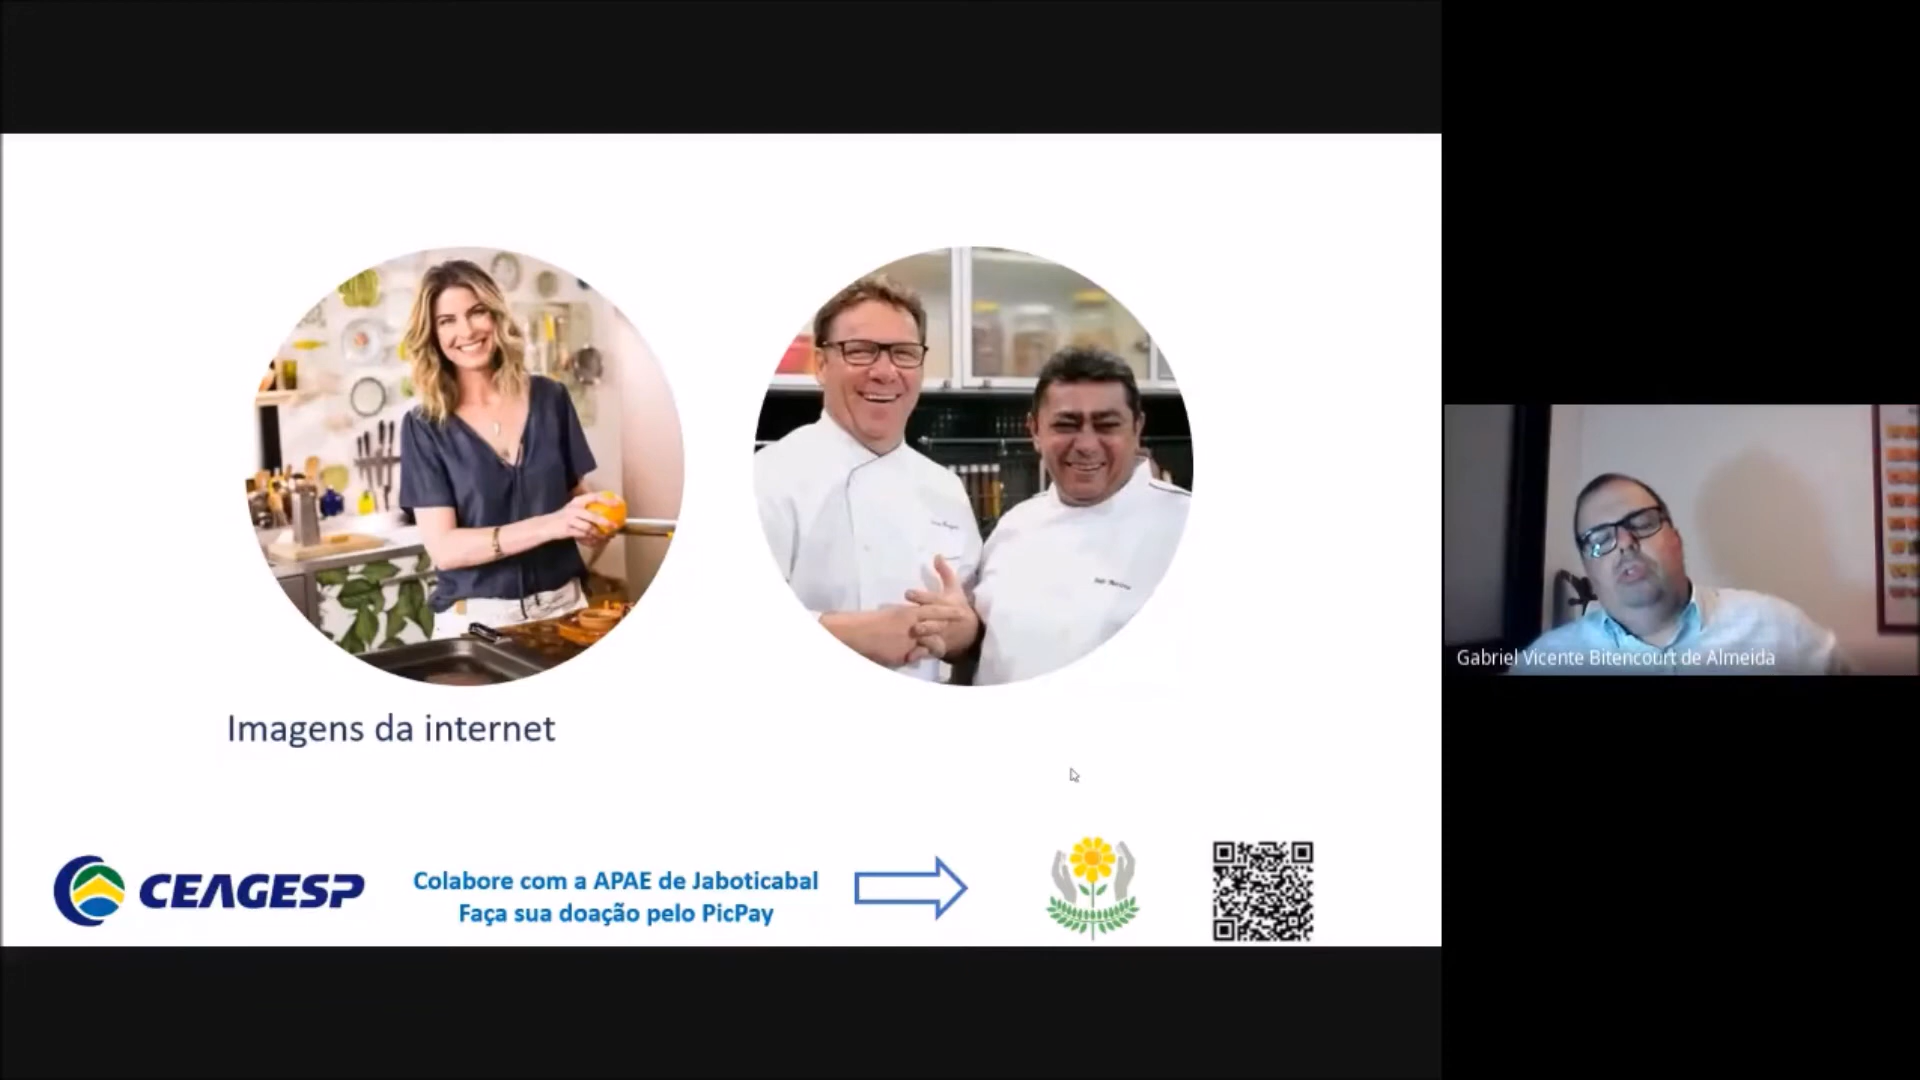 Imagens da internet
CEAGESP
Colabore com a APAE de Jaboticabal
Faça sua doação pelo PicPay
Gabriel Vicente Bitencourt de Almeida